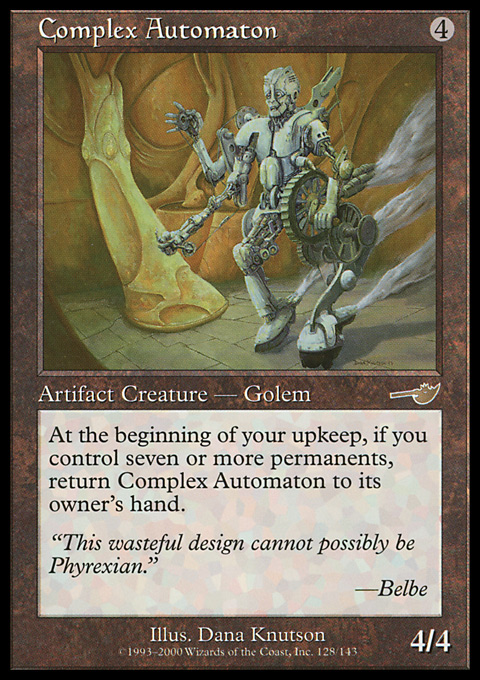 Complex Automaton 4
Artifact Creature — Golem
At the beginning of your upkeep, if you
control seven or more permanents,
return Complex Automaton to its
owner's hand.
"This wasteful design cannot possibly be
Phyrexian."
—Belbe
Illus. Dana Knutson
©1993–2000 Wizards of the Coast, Inc. 128/143
4/4